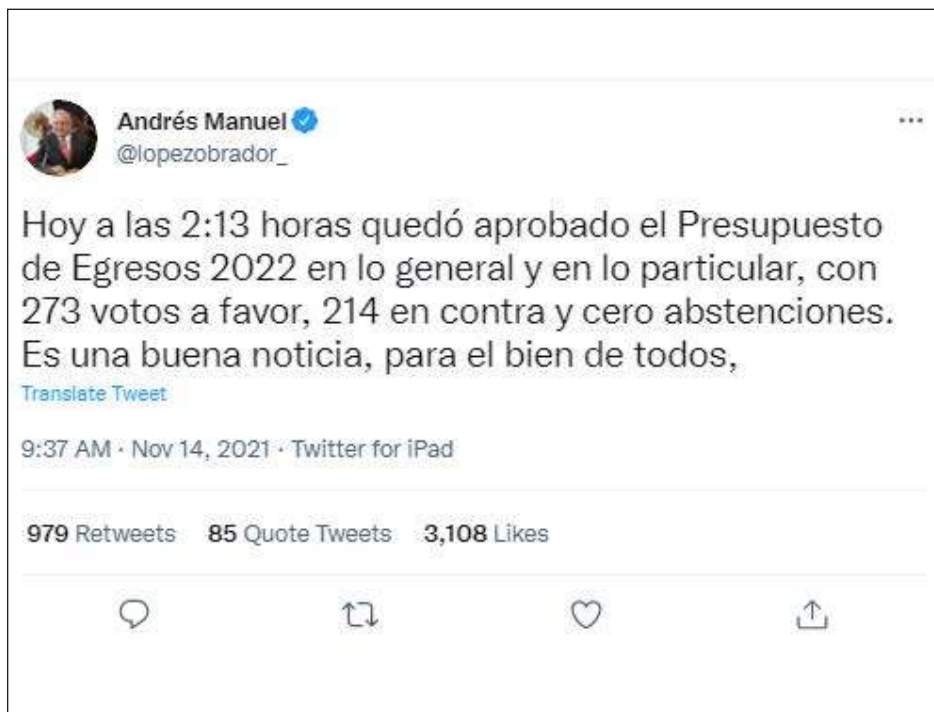 Andrés Manuel
@lopezobrador_
Hoy a las 2:13 horas quedó aprobado el Presupuesto
de Egresos 2022 en lo general y en lo particular, con
273 votos a favor, 214 en contra y cero abstenciones.
Es una buena noticia, para el bien de todos,
Translate Tweet
9:37 AM · Nov 14, 2021 · Twitter for iPad
979 Retweets 85 Quote Tweets 3,108 Likes